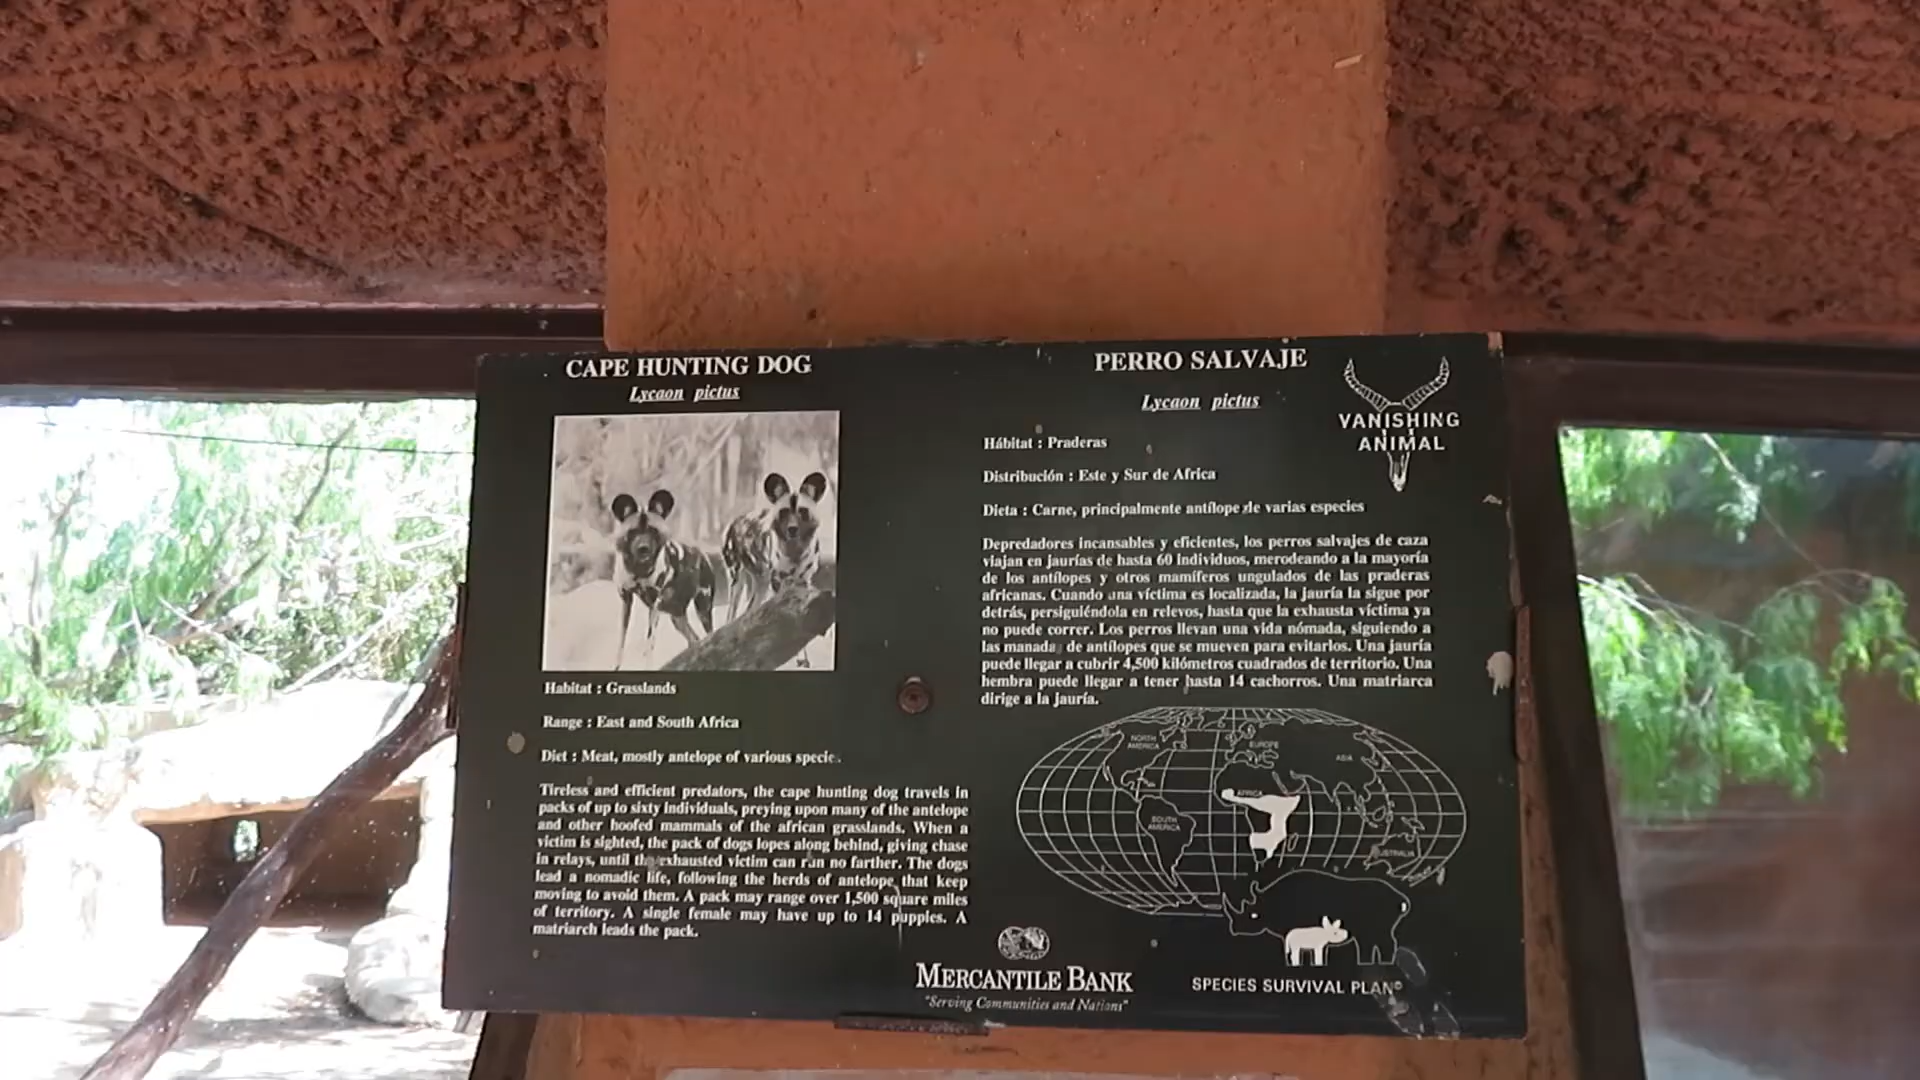 CAPE HUNTING DOG
Lycaon pictus
Habitat : Grasslands
Range : East and South Africa
Diet : Meat, mostly antelope of various specie.
Tireless and efficient predators, the cape hunting dog travels in
packs of up to sixty individuals, preying upon many of the antelope
and other hoofed mammals of the african grasslands. When a
victim is sighted, the pack of dogs lopes along behind, giving chase
in relays, until the exhausted victim can run no farther. The dogs
lead a nomadic life, following the herds of antelope that keep
moving to avoid them. A pack may range over 1,500 square miles
of territory. A single female may have up to 14 puppies. A
matriarch leads the pack.
PERRO SALVAJE
Lycaon pictus
VANISHING
ANIMAL
Hábitat : Praderas
Distribución : Este y Sur de Africa
Dieta : Carne, principalmente antílope de varias especies
Depredadores incansables y eficientes, los perros salvajes de caza
viajan en jaurías de hasta 60 individuos, merodeando a la mayoría
de los antílopes y otros mamíferos ungulados de las praderas
africanas. Cuando una víctima es localizada, la jauría la sigue por
detrás, persiguiéndola en relevos, hasta que la exhausta víctima ya
no puede correr. Los perros llevan una vida nómada, siguiendo a
las manada de antílopes que se mueven para evitarlos. Una jauría
puede llegar a cubrir 4,500 kilómetros cuadrados de territorio. Una
hembra puede llegar a tener hasta 14 cachorros. Una matriarca
dirige a la jauría.
NORTH
AMERICA
EUROPE
ASIA
AFRICA
SOUTH
AMERICA
AUSTRALIA
MERCANTILE BANK
"Serving Communities and Nations"
SPECIES SURVIVAL PLAN©